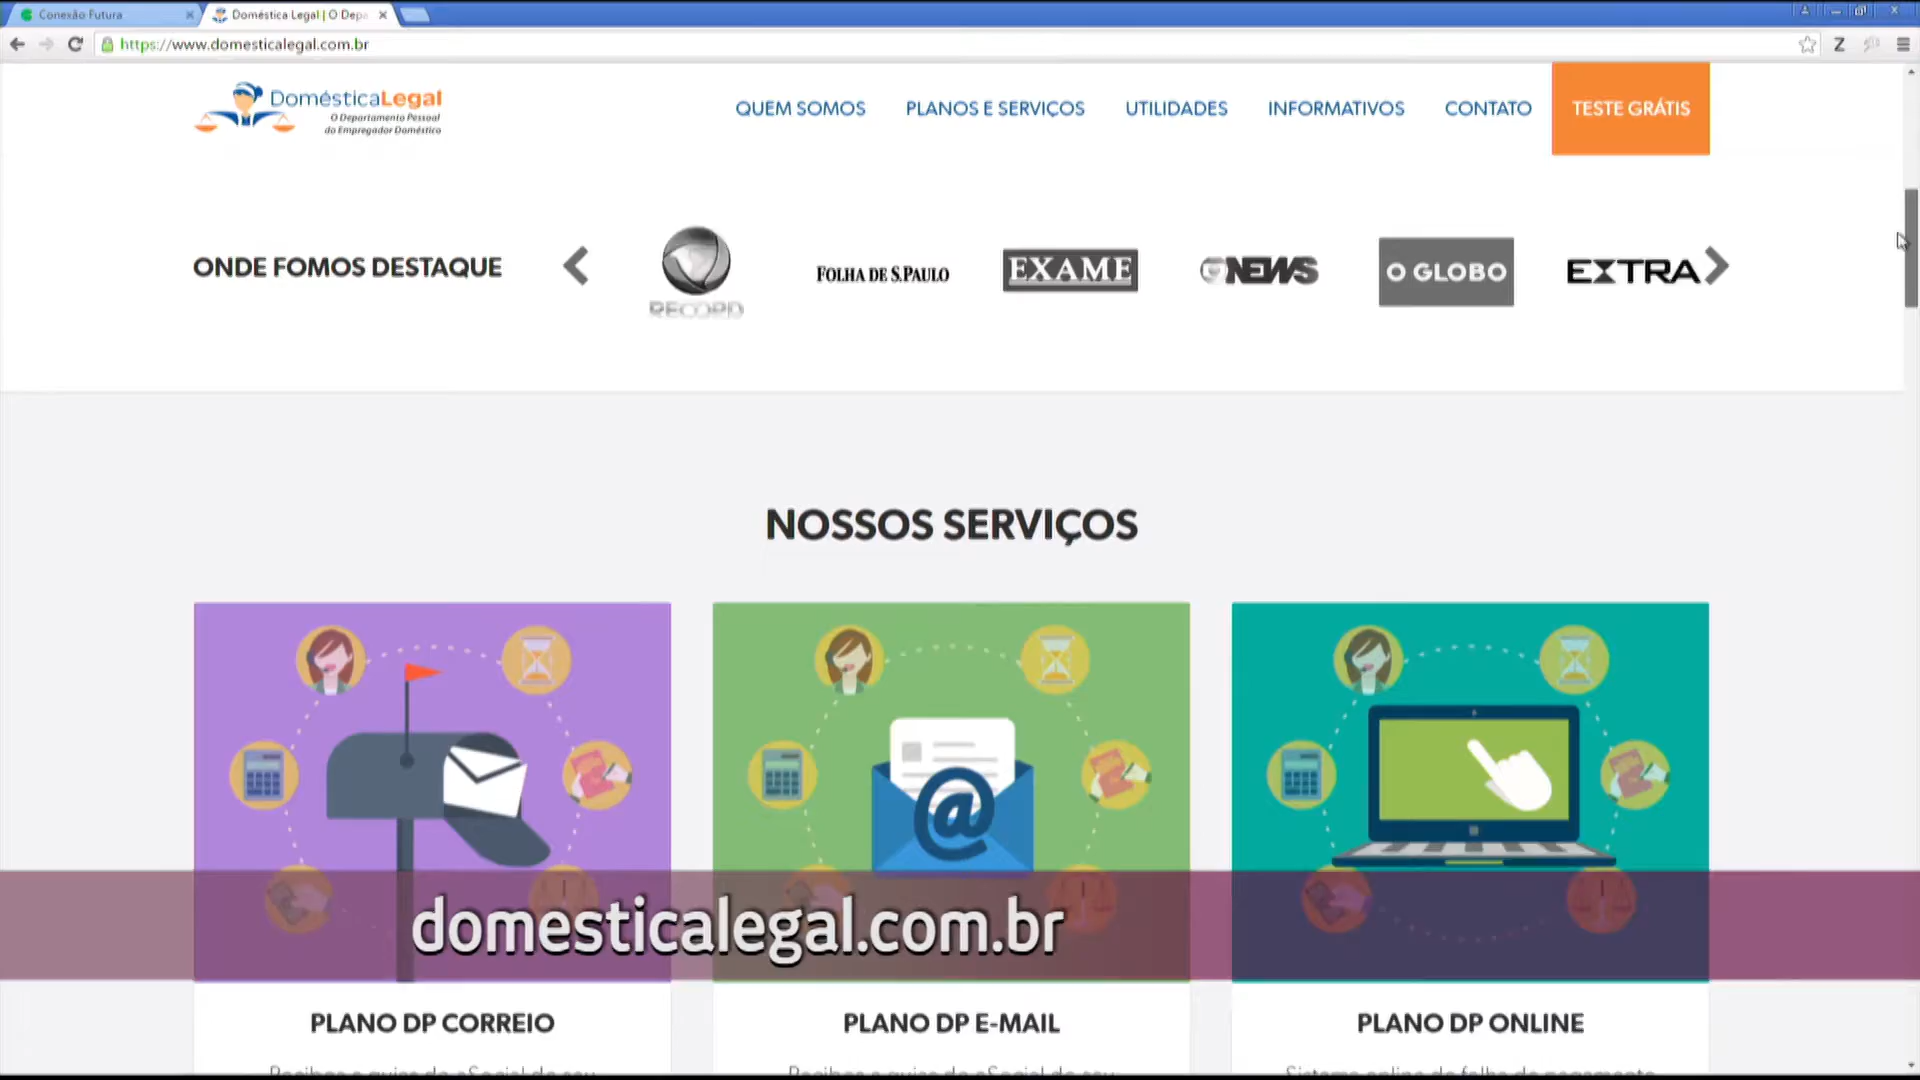 Conexão Futura
Doméstica Legal | O Depa
https://www.domesticalegal.com.br
DomésticaLegal
O Departamento Pessoal
do Empregador Doméstico
QUEM SOMOS
PLANOS E SERVIÇOS
UTILIDADES
INFORMATIVOS
CONTATO
TESTE GRÁTIS
ONDE FOMOS DESTAQUE
RECORD
FOLHA DE S.PAULO
EXAME
GNEWS
O GLOBO
EXTRA
NOSSOS SERVIÇOS
@
domesticalegal.com.br
PLANO DP CORREIO
PLANO DP E-MAIL
PLANO DP ONLINE